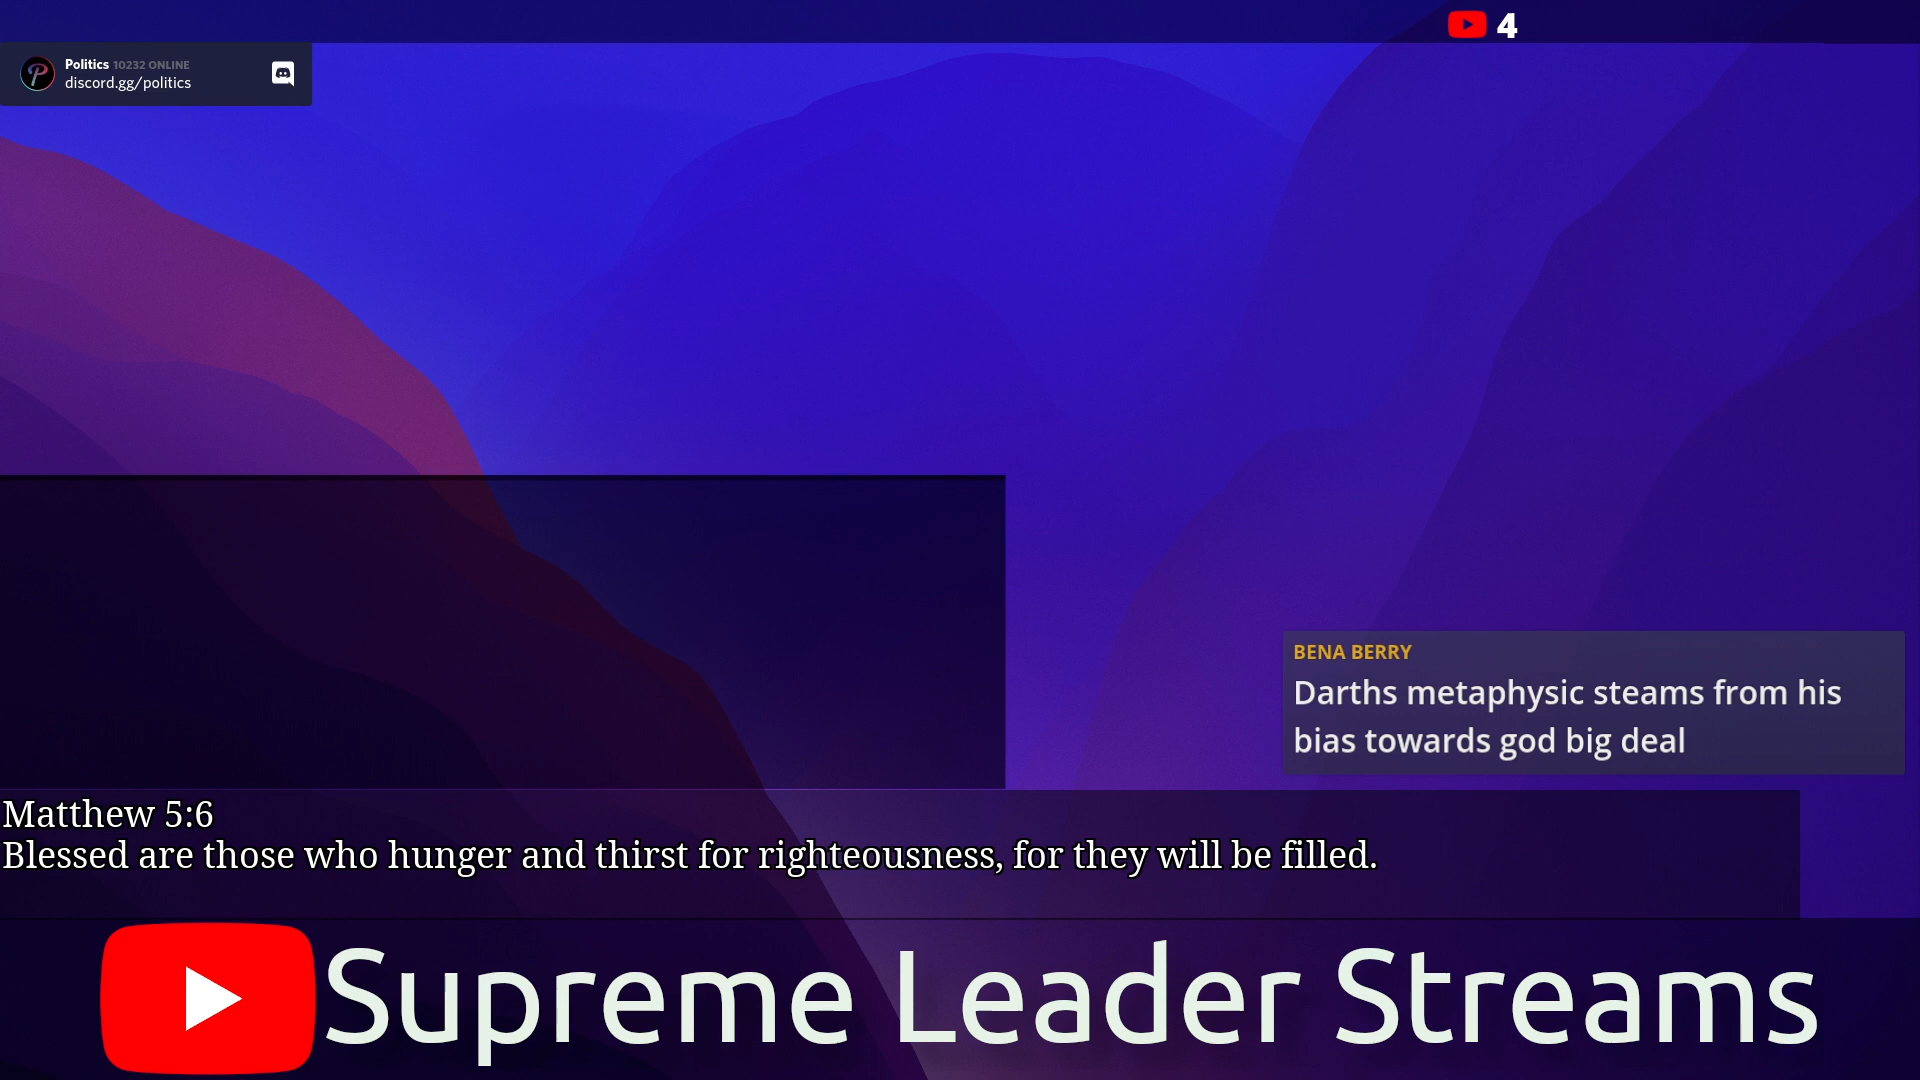 4
Politics 10232 ONLINE
discord.gg/politics
BENA BERRY
Darths metaphysic steams from his
bias towards god big deal
Matthew 5:6
Blessed are those who hunger and thirst for righteousness, for they will be filled.
Supreme Leader Streams